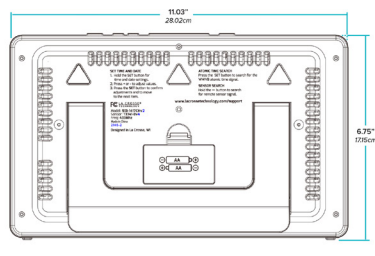 11.03"
28.02cm
SET TIME AND DATE
1. Hold the SET button for
time and date settings.
2. Press + or - to adjust values.
3. Press the SET button to confirm
adjustments and to move
to the next item.
ATOMIC TIME SEARCH
Press the SET button to search for the
WWVB atomic time signal.
SENSOR SEARCH
to search
for remote sensor signal.
www.lacrossetechnology.com/support
FC
Designed in La Crosse, WI
6.75"
17.15cm
AA
AA